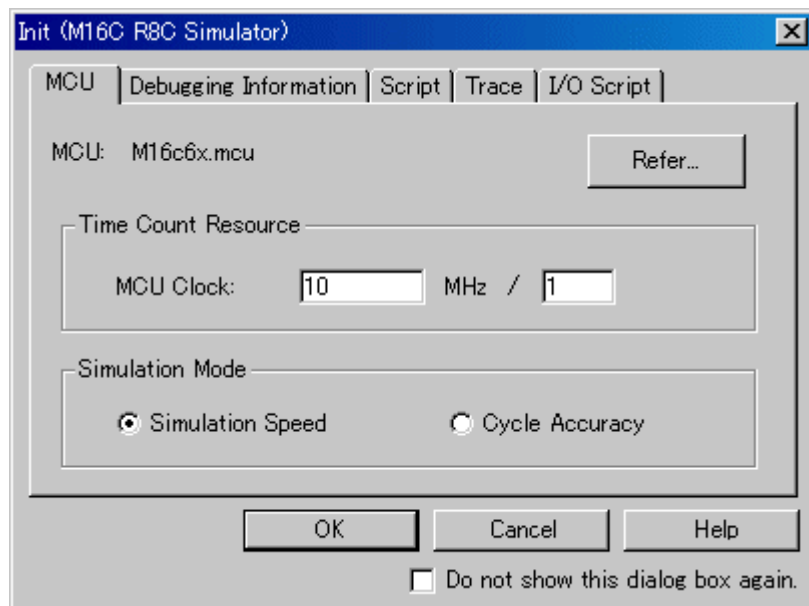 Init (M16C R8C Simulator)
MCU Debugging Information Script Trace I/O Script
MCU: M16c6x.mcu Refer...
Time Count Resource
MCU Clock: 10 MHz / 1
Simulation Mode
Simulation Speed Cycle Accuracy
OK Cancel Help
Do not show this dialog box again.